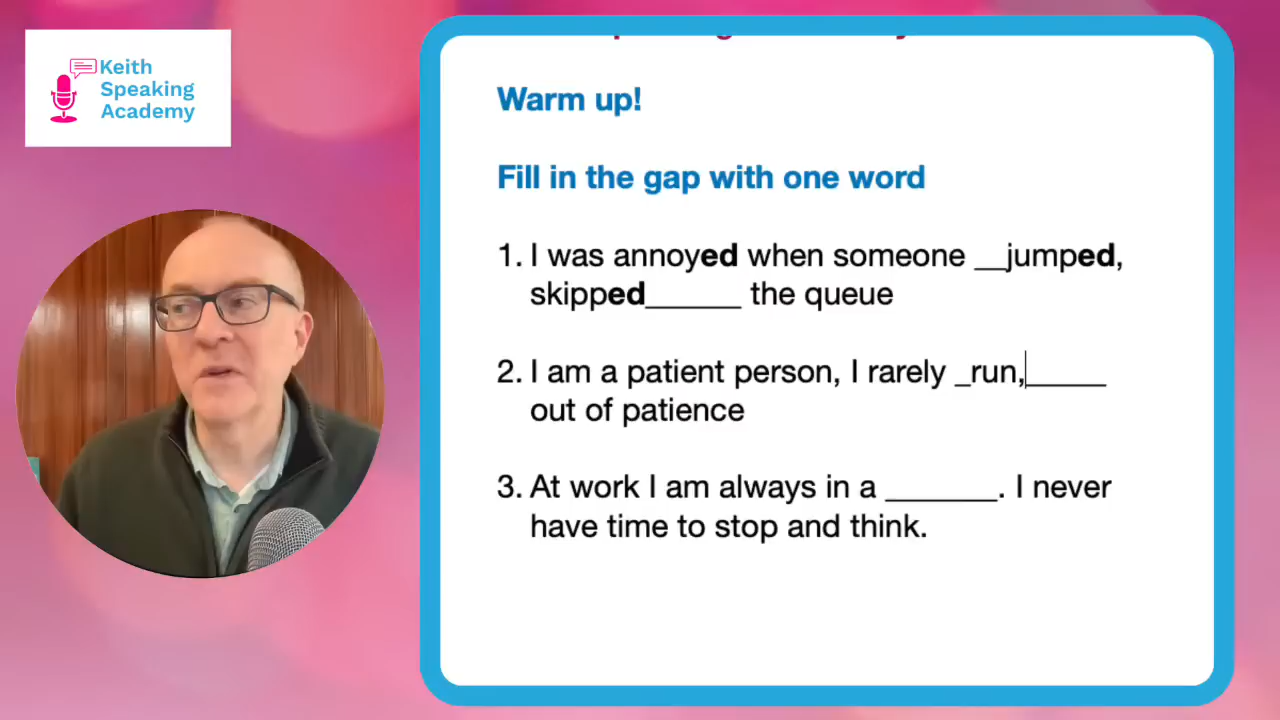 Keith
Speaking
Academy
Warm up!
Fill in the gap with one word
1. I was annoyed when someone __jumped,
skipped______ the queue
2. I am a patient person, I rarely _run,_____
out of patience
3. At work I am always in a _______. I never
have time to stop and think.